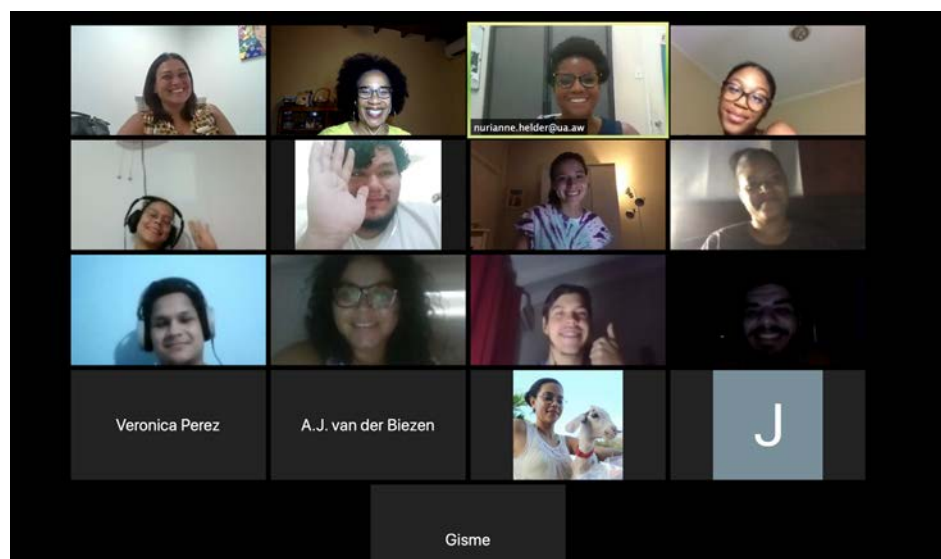 nurianne.helder@ua.aw
Veronica Perez
A.J. van der Biezen
J
Gisme